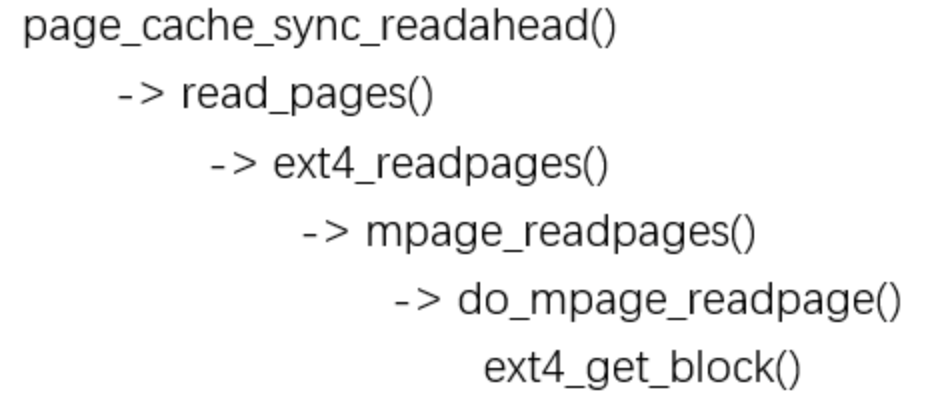 page_cache_sync_readahead()
-> read_pages()
-> ext4_readpages()
-> mpage_readpages()
-> do_mpage_readpage()
ext4_get_block()